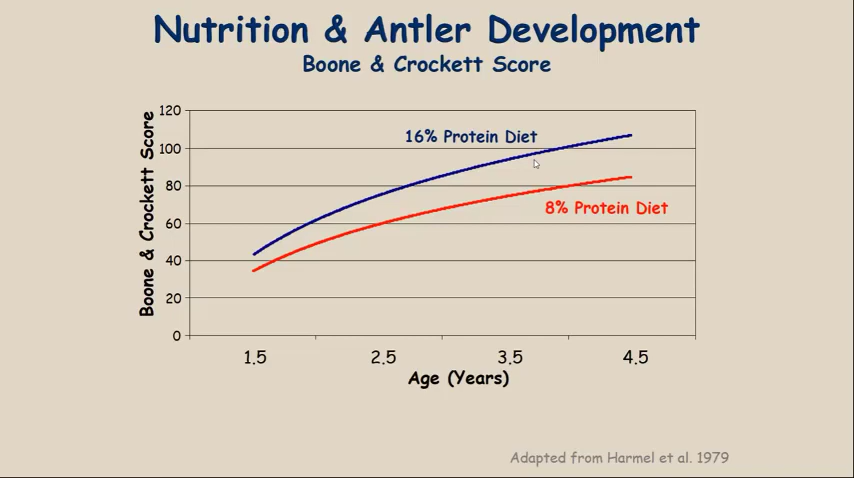 Nutrition & Antler Development
Boone & Crockett Score
Boone & Crockett Score
120
100
80
60
40
20
0
16% Protein Diet
8% Protein Diet
1.5
2.5
3.5
4.5
Age (Years)
Adapted from Harmel et al. 1979